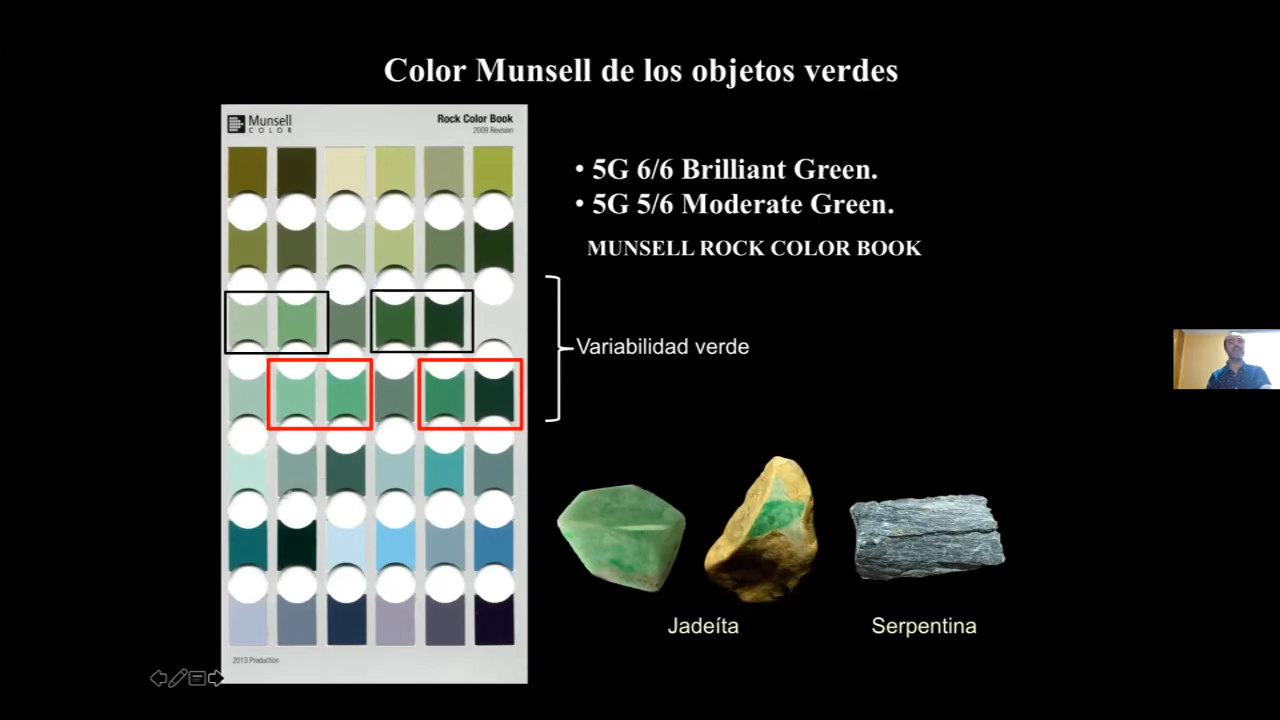 Color Munsell de los objetos verdes
Munsell
COLOR
Rock Color Book
2009 Revision
• 5G 6/6 Brilliant Green.
• 5G 5/6 Moderate Green.
MUNSELL ROCK COLOR BOOK
Variabilidad verde
Jadeíta
Serpentina
2013 Production